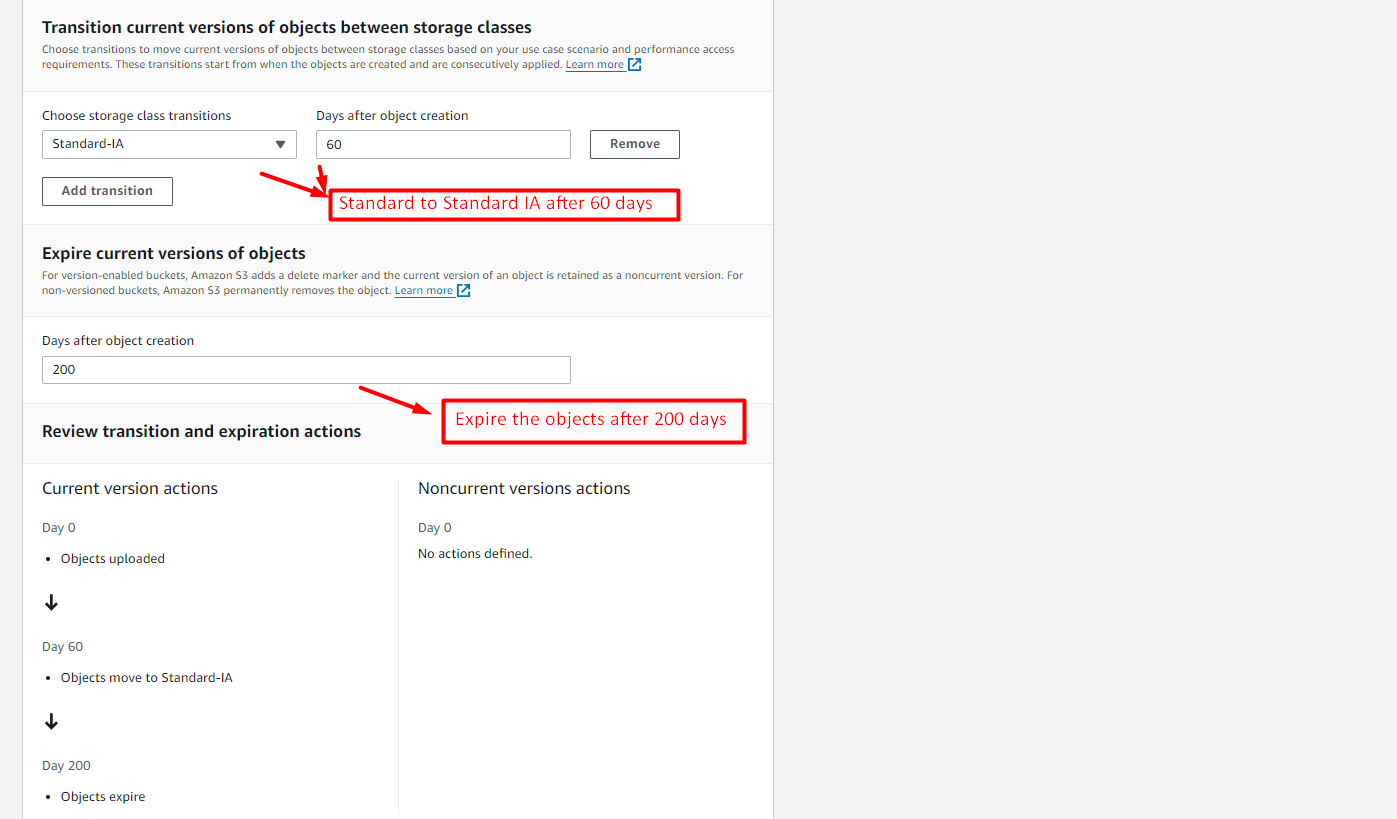 Transition current versions of objects between storage classes
Choose transitions to move current versions of objects between storage classes based on your use case scenario and performance access
requirements. These transitions start from when the objects are created and are consecutively applied. Learn more
Choose storage class transitions
Days after object creation
Standard-IA
60
Remove
Add transition
Standard to Standard IA after 60 days
Expire current versions of objects
For version-enabled buckets, Amazon S3 adds a delete marker and the current version of an object is retained as a noncurrent version. For
non-versioned buckets, Amazon S3 permanently removes the object. Learn more
Days after object creation
200
Expire the objects after 200 days
Review transition and expiration actions
Current version actions
Day 0
• Objects uploaded
Day 60
• Objects move to Standard-IA
Day 200
• Objects expire
Noncurrent versions actions
Day 0
No actions defined.